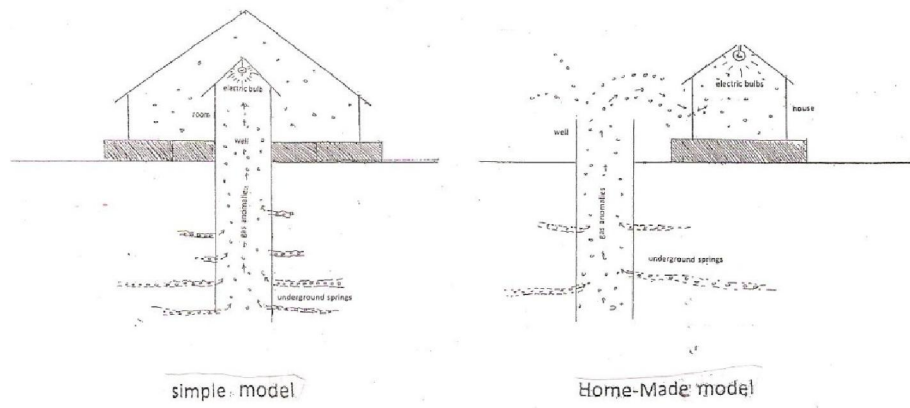 electric bulb
room
well
gas anomalies
underground springs
simple model
electric bulbs
house
well
gas anomalies
underground springs
Home-Made model